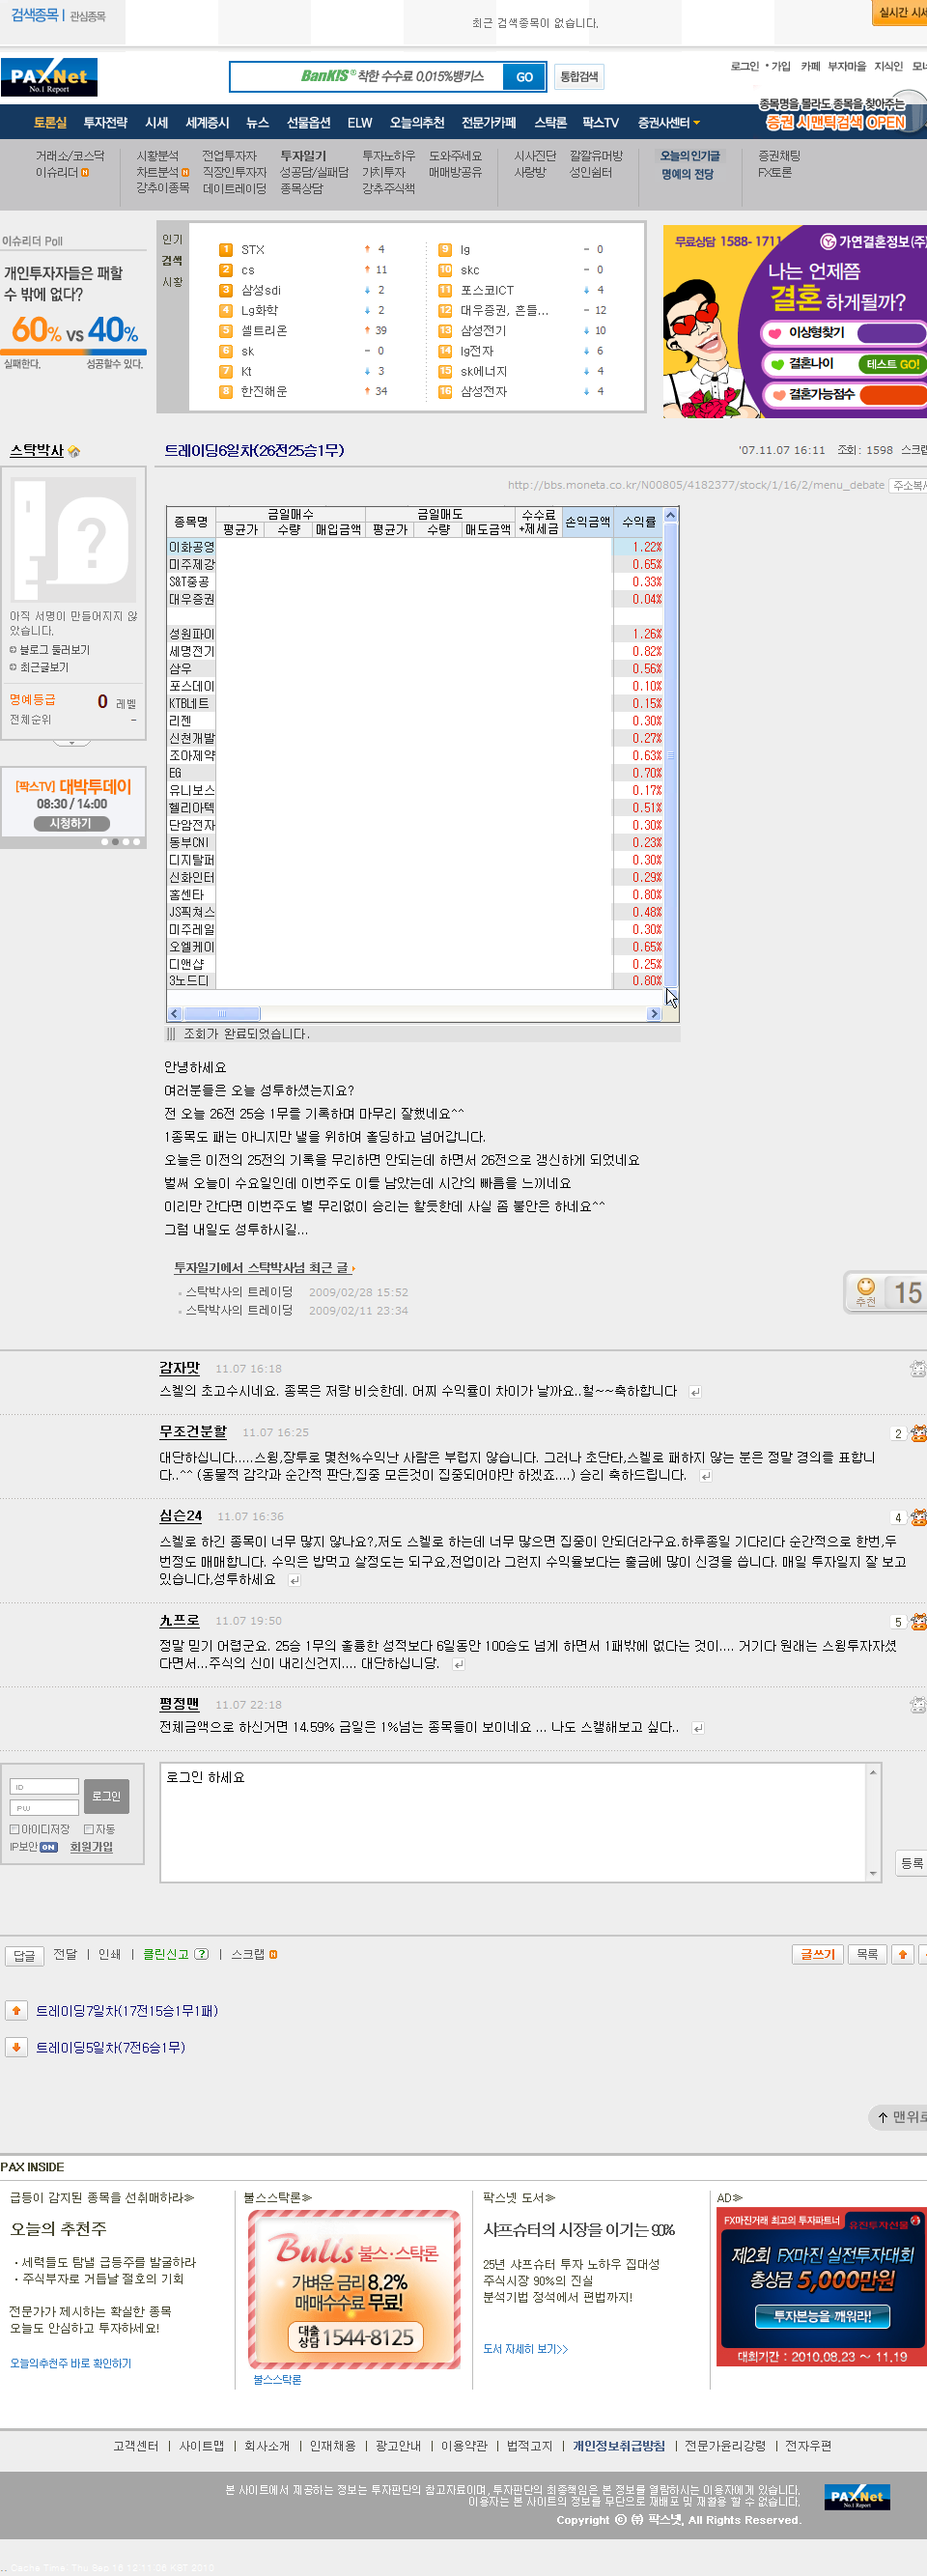 검색종목 | 관심종목
최근 검색종목이 없습니다.
실시간 시세
PAXNet
No.1 Report
BanKIS® 착한 수수료 0.015%뱅키스 GO 통합검색
로그인 • 가입 카페 부자마을 지식인
종목명을 몰라도 종목을 찾아주는
증권 시맨틱검색 OPEN
토론실 투자전략 시세 세계증시 뉴스 선물옵션 ELW 오늘의추천 전문가카페 스탁론 팍스TV 증권사센터
거래소/코스닥 시황분석 전업투자자 투자일기 투자노하우 도와주세요 시사진단 깔깔유머방 오늘의 인기글 증권채팅
이슈리더 차트분석 직장인투자자 성공담/실패담 가치투자 매매방공유 사랑방 성인쉼터 명예의 전당 FX토론
강추이종목 데이트레이딩 종목상담 강추주식책
이슈리더 Poll
개인투자자들은 패할
수 밖에 없다?
60% VS 40%
실패한다. 성공할수 있다.
인기
검색
시황
1 STX 4
2 cs 11
3 삼성sdi 2
4 Lg화학 2
5 셀트리온 39
6 sk 0
7 Kt 3
8 한진해운 34
9 lg 0
10 skc 0
11 포스코ICT 4
12 대우증권, 흔들... 12
13 삼성전기 10
14 lg전자 6
15 sk에너지 4
16 삼성전자 4
무료상담 1588- 1711
가연결혼정보(주)
나는 언제쯤
결혼 하게될까?
이상형찾기
결혼나이 테스트 GO!
결혼가능점수
스탁박사
트레이딩6일차(26전25승1무)
'07.11.07 16:11 조회: 1598 스크랩
http://bbs.moneta.co.kr/N00805/4182377/stock/1/16/2/menu_debate 주소복사
아직 서명이 만들어지지 않
았습니다.
블로그 둘러보기
최근글보기
명예등급 0 레벨
전체순위 -
[팍스TV] 대박투데이
08:30 / 14:00
시청하기
종목명 금일매수 금일매도 수수료 +제세금 손익금액 수익률
평균가 수량 매입금액 평균가 수량 매도금액
이화공영 1.22%
미주제강 0.65%
S&T중공 0.33%
대우증권 0.04%
성원파이 1.26%
세명전기 0.82%
삼우 0.56%
포스데이 0.10%
KTB네트 0.15%
리젠 0.30%
신천개발 0.27%
조아제약 0.63%
EG 0.70%
유니보스 0.17%
헬리아텍 0.51%
단암전자 0.30%
동부CNI 0.23%
디지탈퍼 0.30%
신화인터 0.29%
홈센타 0.80%
JS픽쳐스 0.48%
미주레일 0.30%
오엘케이 0.65%
디앤샵 0.25%
3노드디 0.80%
조회가 완료되었습니다.
안녕하세요
여러분들은 오늘 성투하셨는지요?
전 오늘 26전 25승 1무를 기록하며 마무리 잘했네요^^
1종목도 패는 아니지만 낼을 위하여 홀딩하고 넘어갑니다.
오늘은 이전의 25전의 기록을 무리하면 안되는데 하면서 26전으로 갱신하게 되었네요
벌써 오늘이 수요일인데 이번주도 이틀 남았는데 시간의 빠름을 느끼네요
이리만 간다면 이번주도 별 무리없이 승리는 할듯한데 사실 쫌 불안은 하네요^^
그럼 내일도 성투하시길...
투자일기에서 스탁박사님 최근 글
스탁박사의 트레이딩 2009/02/28 15:52
스탁박사의 트레이딩 2009/02/11 23:34
추천 15
감자맛 11.07 16:18
스켈의 초고수시네요. 종목은 저랑 비슷한데. 어찌 수익률이 차이가 날까요..헐~~축하합니다
무조건분할 11.07 16:25
2
대단하십니다.....스윙,장투로 몇천%수익난 사람은 부럽지 않습니다. 그러나 초단타,스켈로 패하지 않는 분은 정말 경의를 표합니
다..^^ (동물적 감각과 순간적 판단,집중 모든것이 집중되어야만 하겠죠....) 승리 축하드립니다.
심슨24 11.07 16:36
4
스켈로 하긴 종목이 너무 많지 않나요?,저도 스켈로 하는데 너무 많으면 집중이 안되더라구요.하루종일 기다리다 순간적으로 한번,두
번정도 매매합니다. 수익은 밥먹고 살정도는 되구요,전업이라 그런지 수익률보다는 출금에 많이 신경을 씁니다. 매일 투자일지 잘 보고
있습니다,성투하세요
九프로 11.07 19:50
5
정말 믿기 어렵군요. 25승 1무의 훌륭한 성적보다 6일동안 100승도 넘게 하면서 1패밖에 없다는 것이.... 거기다 원래는 스윙투자자셨
다면서...주식의 신이 내리신건지.... 대단하십니당.
평정맨 11.07 22:18
전체금액으로 하신거면 14.59% 금일은 1%넘는 종목들이 보이네요 ... 나도 스캘해보고 싶다..
ID
PW
로그인
아이디저장 자동
IP보안 ON 회원가입
로그인 하세요
등록
답글 전달 | 인쇄 | 클린신고 ? | 스크랩
글쓰기 목록
트레이딩7일차(17전15승1무1패)
트레이딩5일차(7전6승1무)
맨위로
PAX INSIDE
급등이 감지된 종목을 선취매하라≫
오늘의 추천주
· 세력들도 탐낼 급등주를 발굴하라
· 주식부자로 거듭날 절호의 기회
전문가가 제시하는 확실한 종목
오늘도 안심하고 투자하세요!
오늘의추천주 바로 확인하기
불스스탁론≫
Bulls 불스·스탁론
가벼운 금리 8.2%
매매수수료 무료!
대출상담 1544-8125
불스스탁론
팍스넷 도서≫
샤프슈터의 시장을 이기는 90%
25년 샤프슈터 투자 노하우 집대성
주식시장 90%의 진실
분석기법 정석에서 편법까지!
도서 자세히 보기>>
AD≫
FX마진거래 최고의 투자파트너 유진투자선물
제2회 FX마진 실전투자대회
총상금 5,000만원
투자본능을 깨워라!
대회기간 : 2010.08.23 ~ 11.19
고객센터 | 사이트맵 | 회사소개 | 인재채용 | 광고안내 | 이용약관 | 법적고지 | 개인정보취급방침 | 전문가윤리강령 | 전자우편
본 사이트에서 제공하는 정보는 투자판단의 참고자료이며, 투자판단의 최종책임은 본 정보를 열람하시는 이용자에게 있습니다.
이용자는 본 사이트의 정보를 무단으로 재배포 및 재활용 할 수 없습니다.
Copyright ⓒ ㈜ 팍스넷, All Rights Reserved.
PAXNet
No.1 Report
.. Cache Time: Thu Sep 16 12:11:06 KST 2010